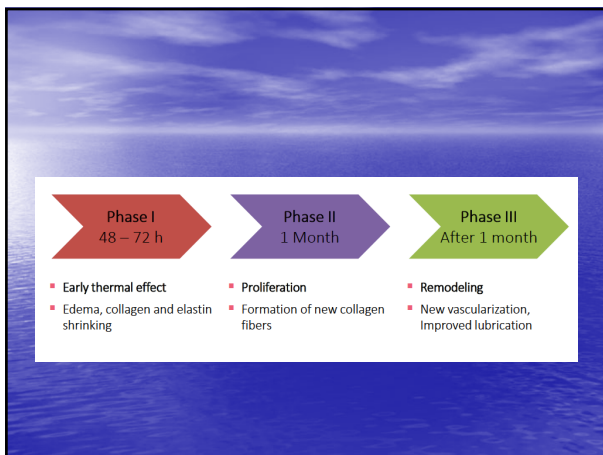 Phase I
48 – 72 h
Phase II
1 Month
Phase III
After 1 month
▪ Early thermal effect
▪ Edema, collagen and elastin
shrinking
▪ Proliferation
▪ Formation of new collagen
fibers
▪ Remodeling
▪ New vascularization,
Improved lubrication